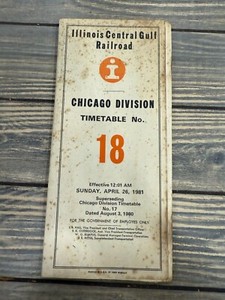 Illinois Central Gulf
Railroad
i
CHICAGO DIVISION
TIMETABLE No.
18
Effective 12:01 AM
SUNDAY, APRIL 26, 1981
Superseding
Chicago Division Timetable
No. 17
Dated August 3, 1980
FOR THE GOVERNMENT OF EMPLOYEES ONLY